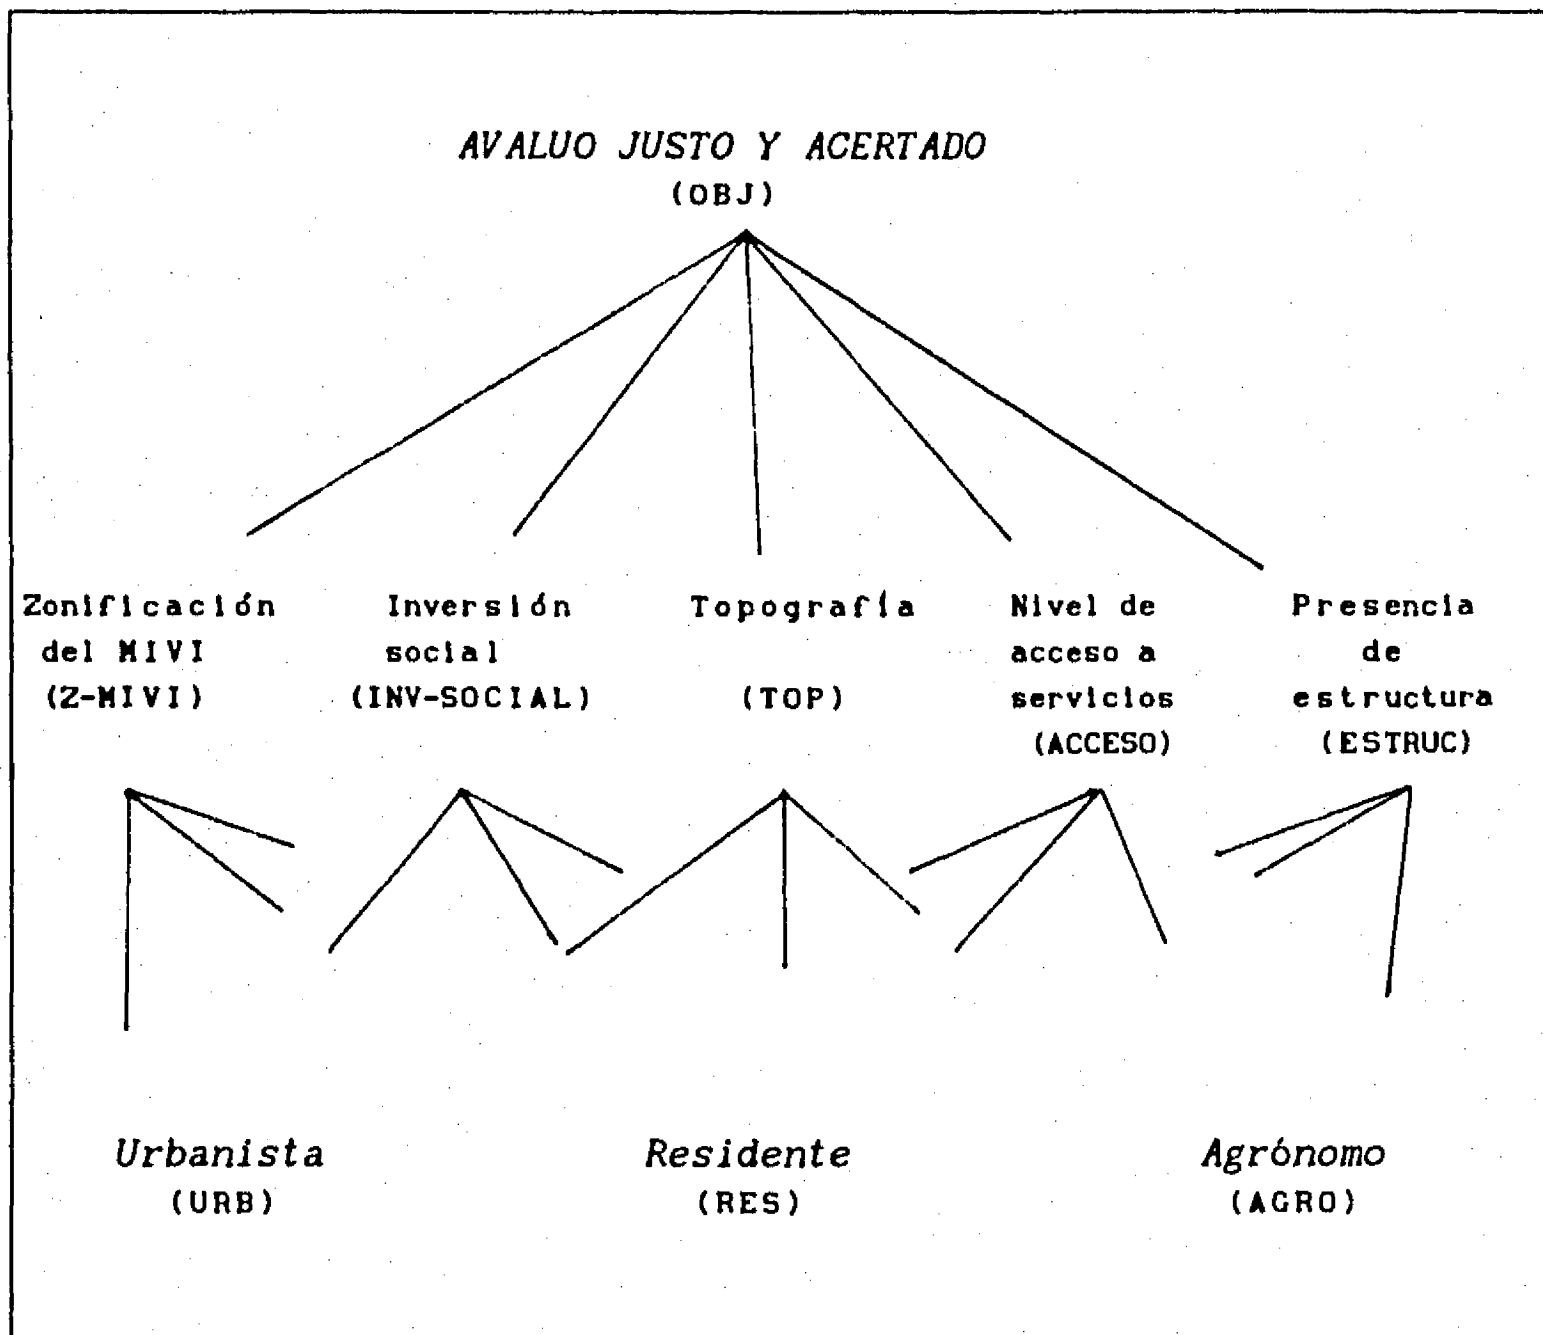 AVALUO JUSTO Y ACERTADO
(OBJ)
Zonificación
del MIVI
(Z-MIVI)
Inversión
social
(INV-SOCIAL)
Topografía
(TOP)
Nivel de
acceso a
servicios
(ACCESO)
Presencia
de
estructura
(ESTRUC)
Urbanista
(URB)
Residente
(RES)
Agrónomo
(AGRO)